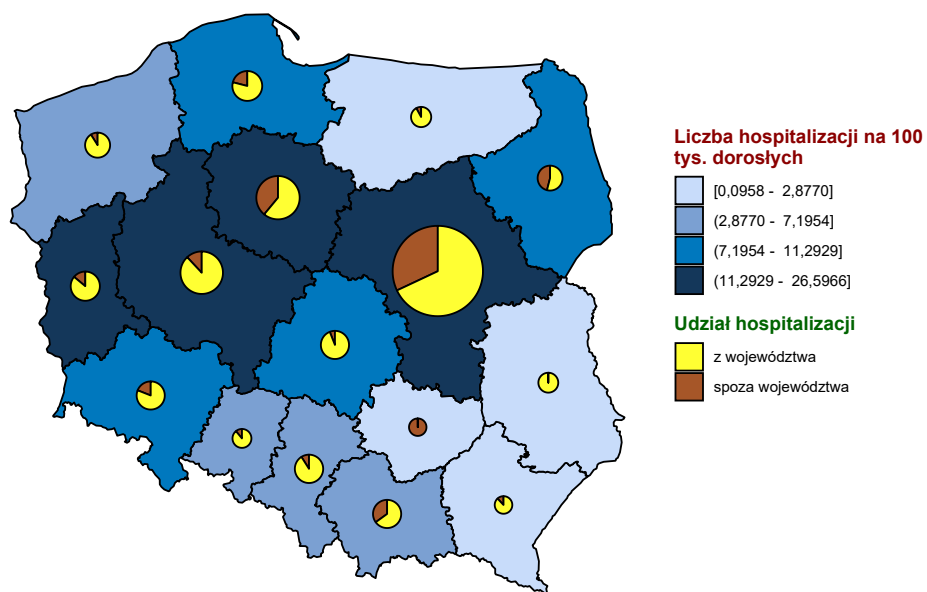 Liczba hospitalizacji na 100
tys. dorosłych
[0,0958 - 2,8770]
(2,8770 - 7,1954]
(7,1954 - 11,2929]
(11,2929 - 26,5966]
Udział hospitalizacji
z województwa
spoza województwa